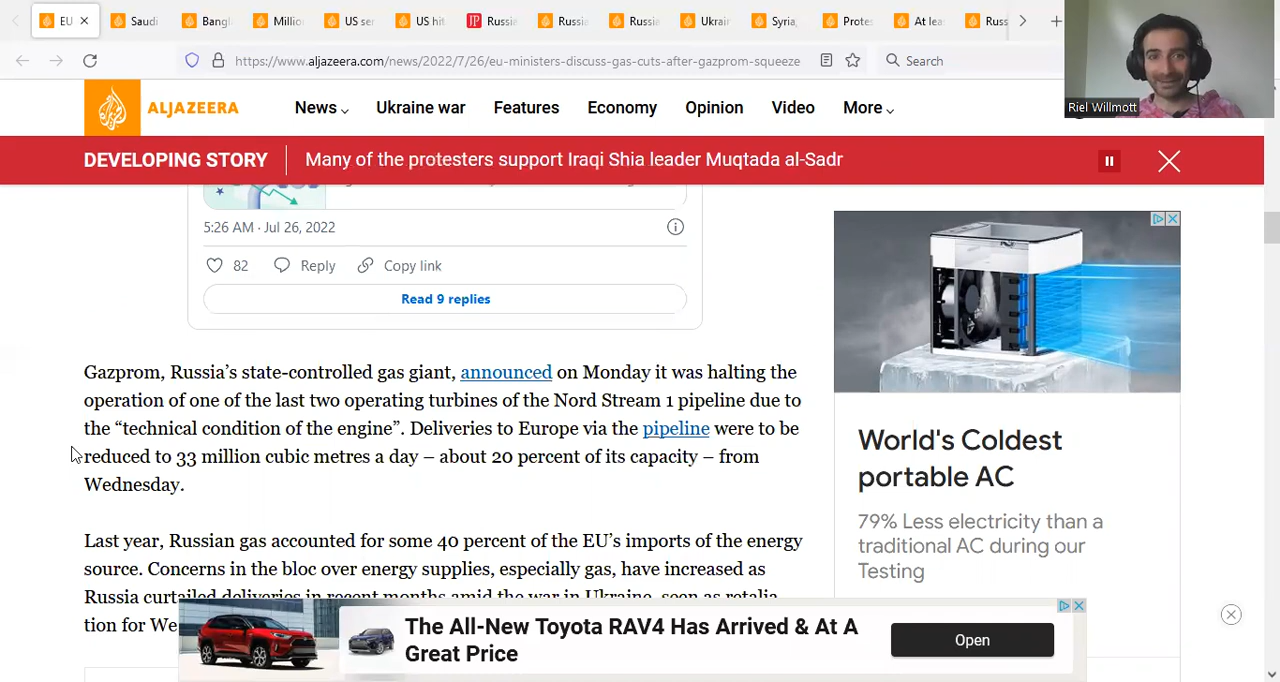 EU
Saudi
Bangl
Million
US ser
US hit
JP
Russia
Russia
Russia
Ukrain
Syria,
Protes
At lea
Russ
https://www.aljazeera.com/news/2022/7/26/eu-ministers-discuss-gas-cuts-after-gazprom-squeeze
Search
Riel Willmott
ALJAZEERA
News
Ukraine war
Features
Economy
Opinion
Video
More
DEVELOPING STORY
Many of the protesters support Iraqi Shia leader Muqtada al-Sadr
5:26 AM · Jul 26, 2022
82
Reply
Copy link
Read 9 replies
Gazprom, Russia’s state-controlled gas giant, announced on Monday it was halting the
operation of one of the last two operating turbines of the Nord Stream 1 pipeline due to
the “technical condition of the engine”. Deliveries to Europe via the pipeline were to be
reduced to 33 million cubic metres a day – about 20 percent of its capacity – from
Wednesday.
Last year, Russian gas accounted for some 40 percent of the EU’s imports of the energy
source. Concerns in the bloc over energy supplies, especially gas, have increased as
Russia curtailed deliveries in recent months amid the war in Ukraine, seen as retalia-
tion for We
World's Coldest
portable AC
79% Less electricity than a
traditional AC during our
Testing
The All-New Toyota RAV4 Has Arrived & At A
Great Price
Open